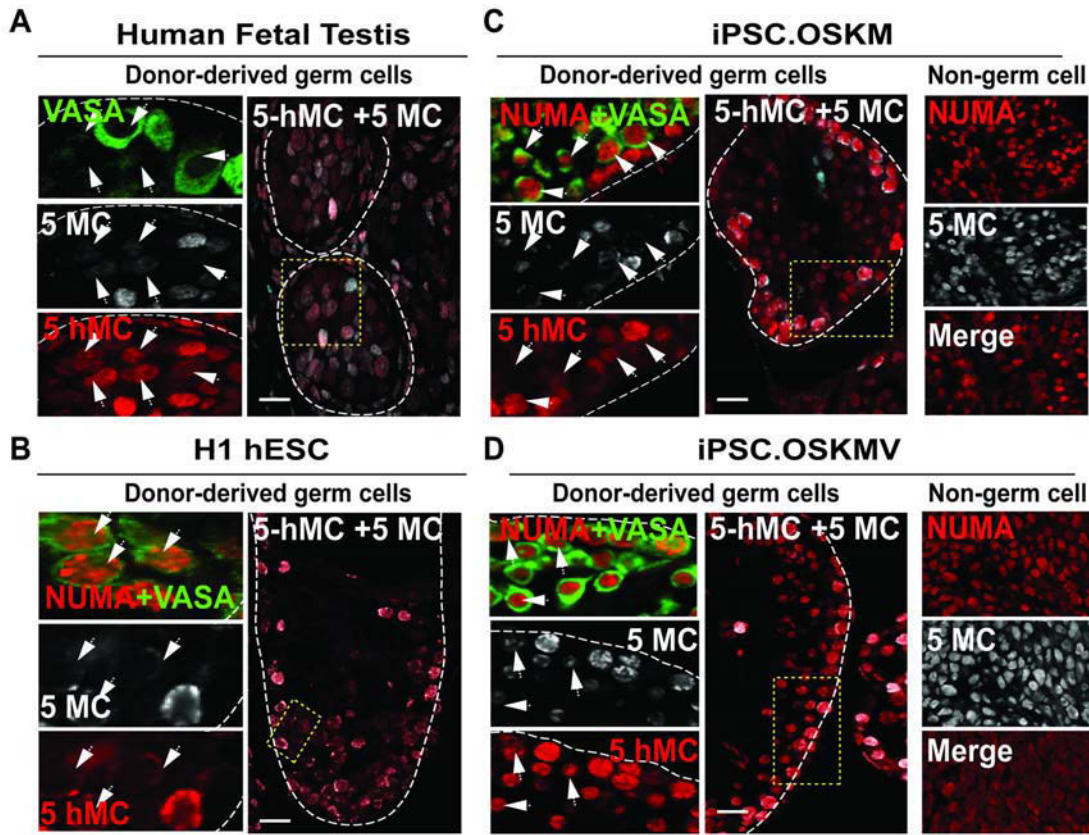 A
Human Fetal Testis
Donor-derived germ cells
VASA
5-hmC +5 MC
5 MC
5 hMC
B
H1 hESC
Donor-derived germ cells
NUMA+VASA
5-hMC +5 MC
5 MC
5 hMC
C
iPSC.OSKM
Donor-derived germ cells
Non-germ cell
NUMA+VASA
5-hMC +5 MC
NUMA
5 MC
5 MC
5 hMC
Merge
D
iPSC.OSKMV
Donor-derived germ cells
Non-germ cell
NUMA+VASA
5-hMC +5 MC
NUMA
5 MC
5 MC
5 hMC
Merge